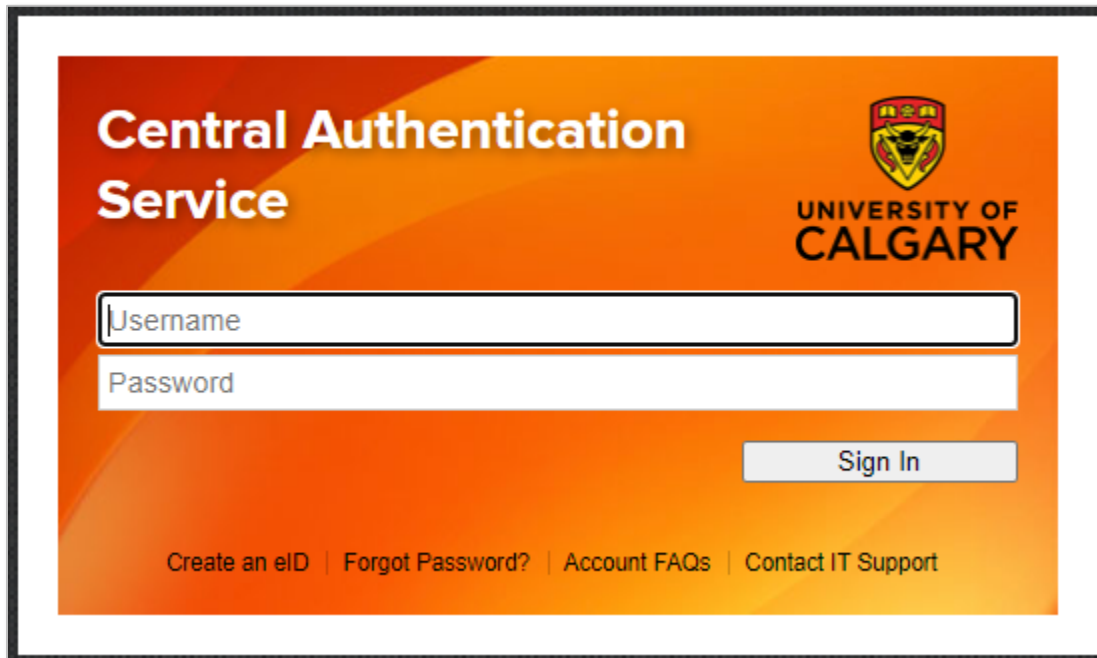 Central Authentication
Service
UNIVERSITY OF
CALGARY
Username
Password
Sign In
Create an eID | Forgot Password? | Account FAQs | Contact IT Support